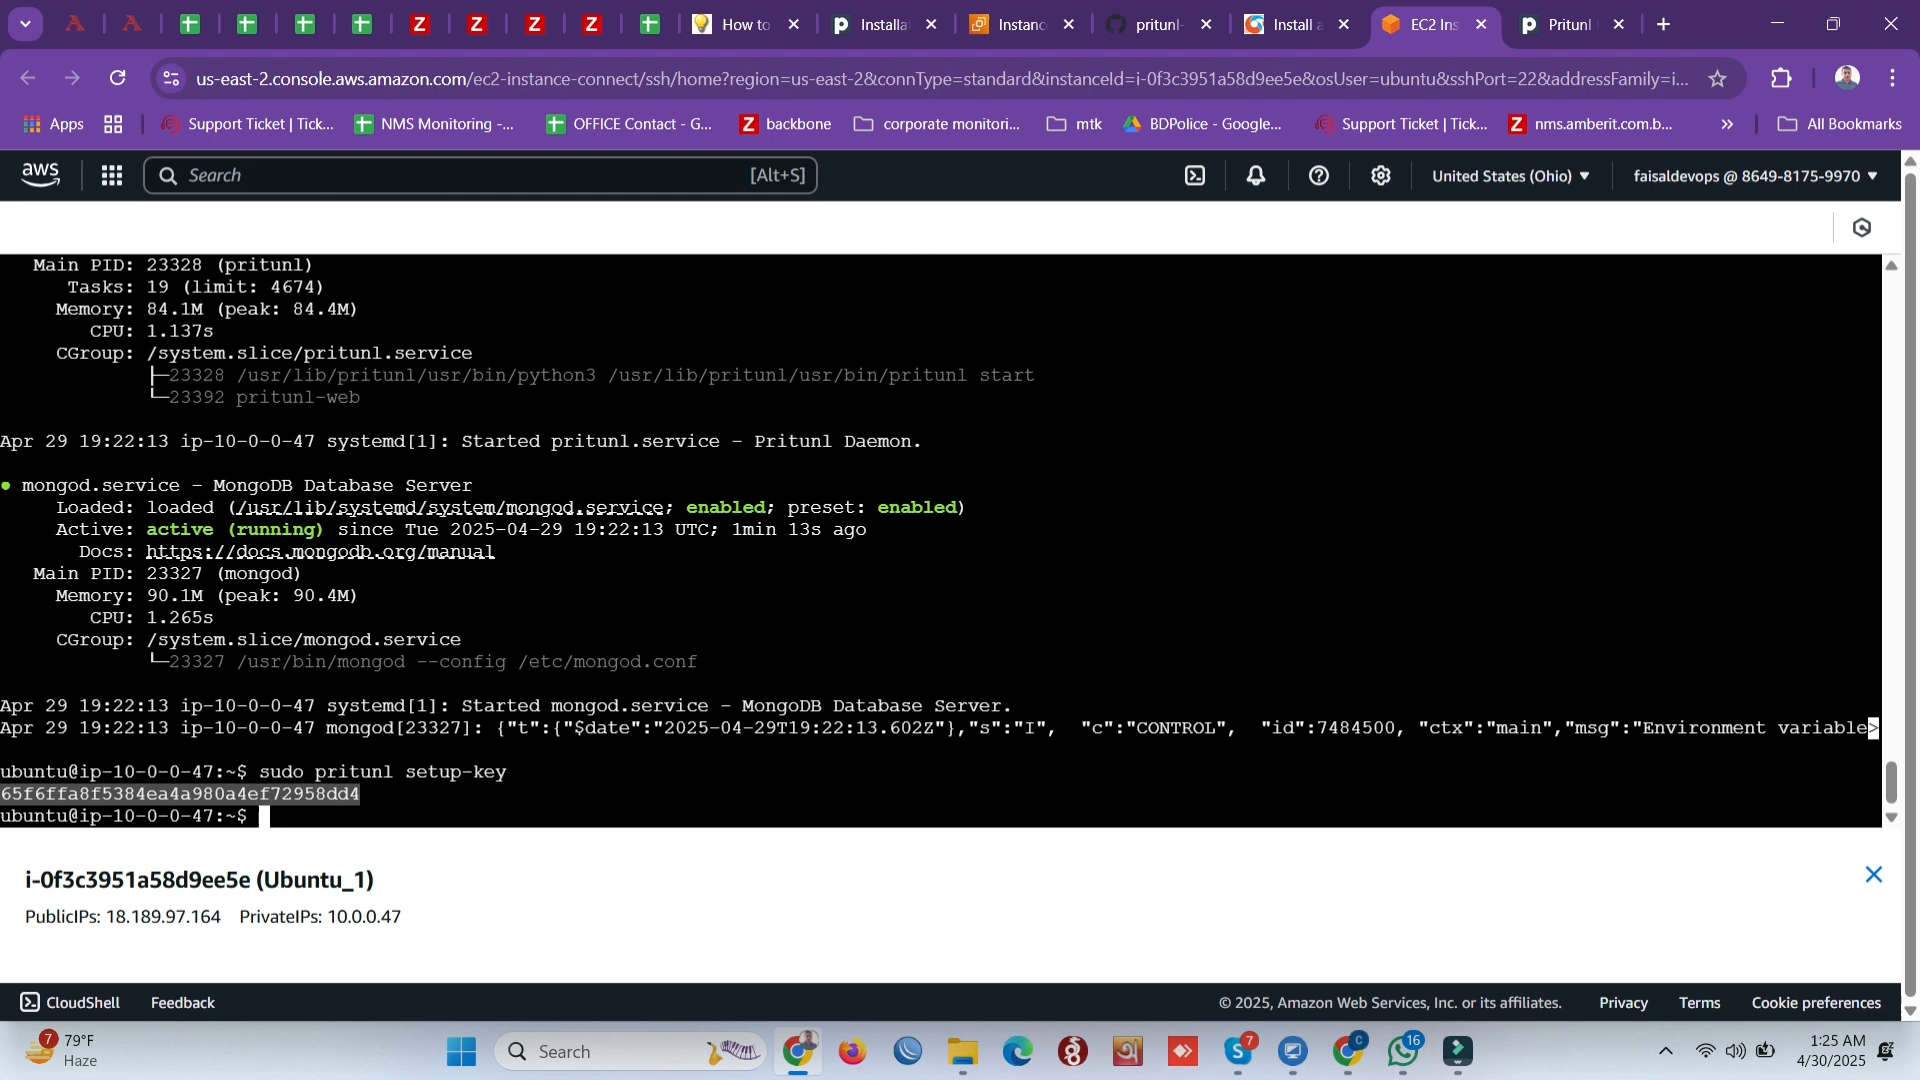 How to
Installa
Instanc
pritunl-
Install a
EC2 Ins
Pritunl
us-east-2.console.aws.amazon.com/ec2-instance-connect/ssh/home?region=us-east-2&connType=standard&instanceId=i-0f3c3951a58d9ee5e&osUser=ubuntu&sshPort=22&addressFamily=i...
Apps
Support Ticket | Tick...
NMS Monitoring -...
OFFICE Contact - G...
backbone
corporate monitori...
mtk
BDPolice - Google...
Support Ticket | Tick...
nms.amberit.com.b...
All Bookmarks
aws
Search
[Alt+S]
United States (Ohio)
faisaldevops @ 8649-8175-9970
Main PID: 23328 (pritunl)
Tasks: 19 (limit: 4674)
Memory: 84.1M (peak: 84.4M)
CPU: 1.137s
CGroup: /system.slice/pritunl.service
├─23328 /usr/lib/pritunl/usr/bin/python3 /usr/lib/pritunl/usr/bin/pritunl start
└─23392 pritunl-web
Apr 29 19:22:13 ip-10-0-0-47 systemd[1]: Started pritunl.service - Pritunl Daemon.
● mongod.service - MongoDB Database Server
Loaded: loaded (/usr/lib/systemd/system/mongod.service; enabled; preset: enabled)
Active: active (running) since Tue 2025-04-29 19:22:13 UTC; 1min 13s ago
Docs: https://docs.mongodb.org/manual
Main PID: 23327 (mongod)
Memory: 90.1M (peak: 90.4M)
CPU: 1.265s
CGroup: /system.slice/mongod.service
└─23327 /usr/bin/mongod --config /etc/mongod.conf
Apr 29 19:22:13 ip-10-0-0-47 systemd[1]: Started mongod.service - MongoDB Database Server.
Apr 29 19:22:13 ip-10-0-0-47 mongod[23327]: {"t":{"$date":"2025-04-29T19:22:13.602Z"},"s":"I",  "c":"CONTROL",  "id":7484500, "ctx":"main","msg":"Environment variable>
ubuntu@ip-10-0-0-47:~$ sudo pritunl setup-key
65f6ffa8f5384ea4a980a4ef72958dd4
ubuntu@ip-10-0-0-47:~$
i-0f3c3951a58d9ee5e (Ubuntu_1)
PublicIPs: 18.189.97.164 PrivateIPs: 10.0.0.47
CloudShell
Feedback
© 2025, Amazon Web Services, Inc. or its affiliates.
Privacy
Terms
Cookie preferences
7
79°F
Haze
Search
7
C
16
1:25 AM
4/30/2025